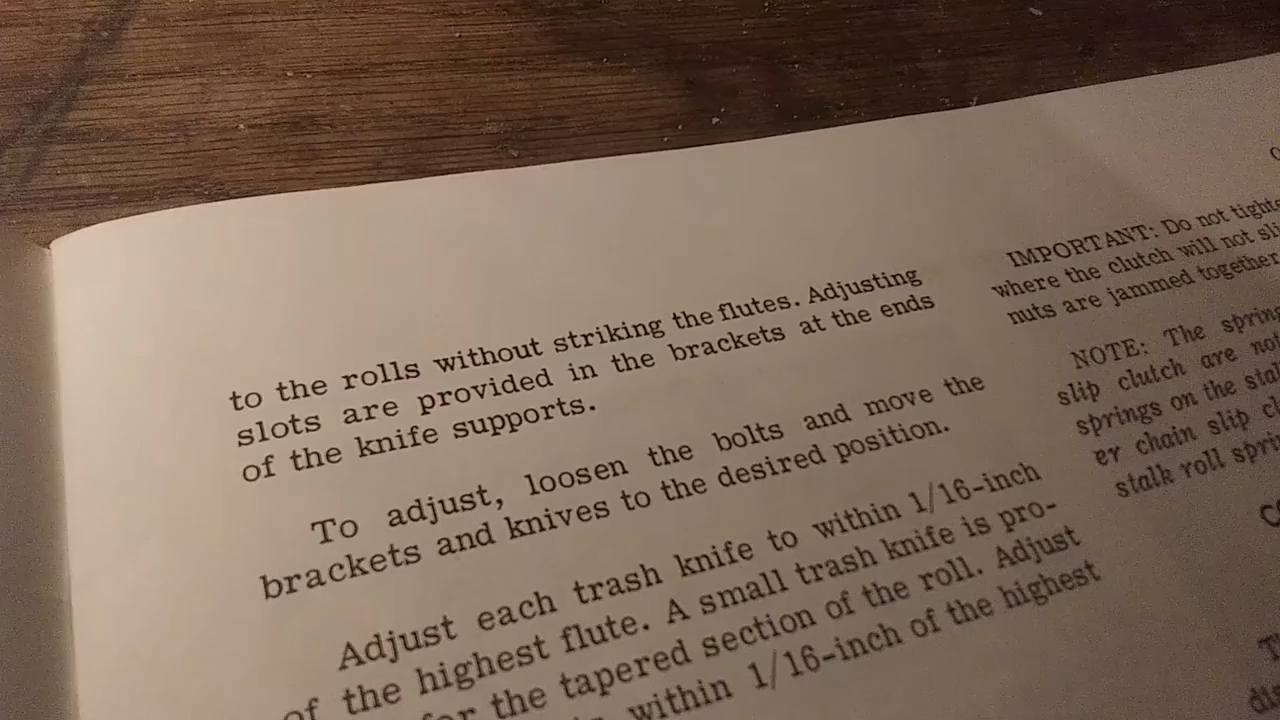 to the rolls without striking the flutes. Adjusting
slots are provided in the brackets at the ends
of the knife supports.
To adjust, loosen the bolts and move the
brackets and knives to the desired position.
Adjust each trash knife to within 1/16-inch
of the highest flute. A small trash knife is pro-
the tapered section of the roll. Adjust
within 1/16-inch of the highest
IMPORTANT: Do not
where the clutch will not
nuts are jammed together
NOTE: The
slip clutch are
springs on the
er chain slip
stalk roll